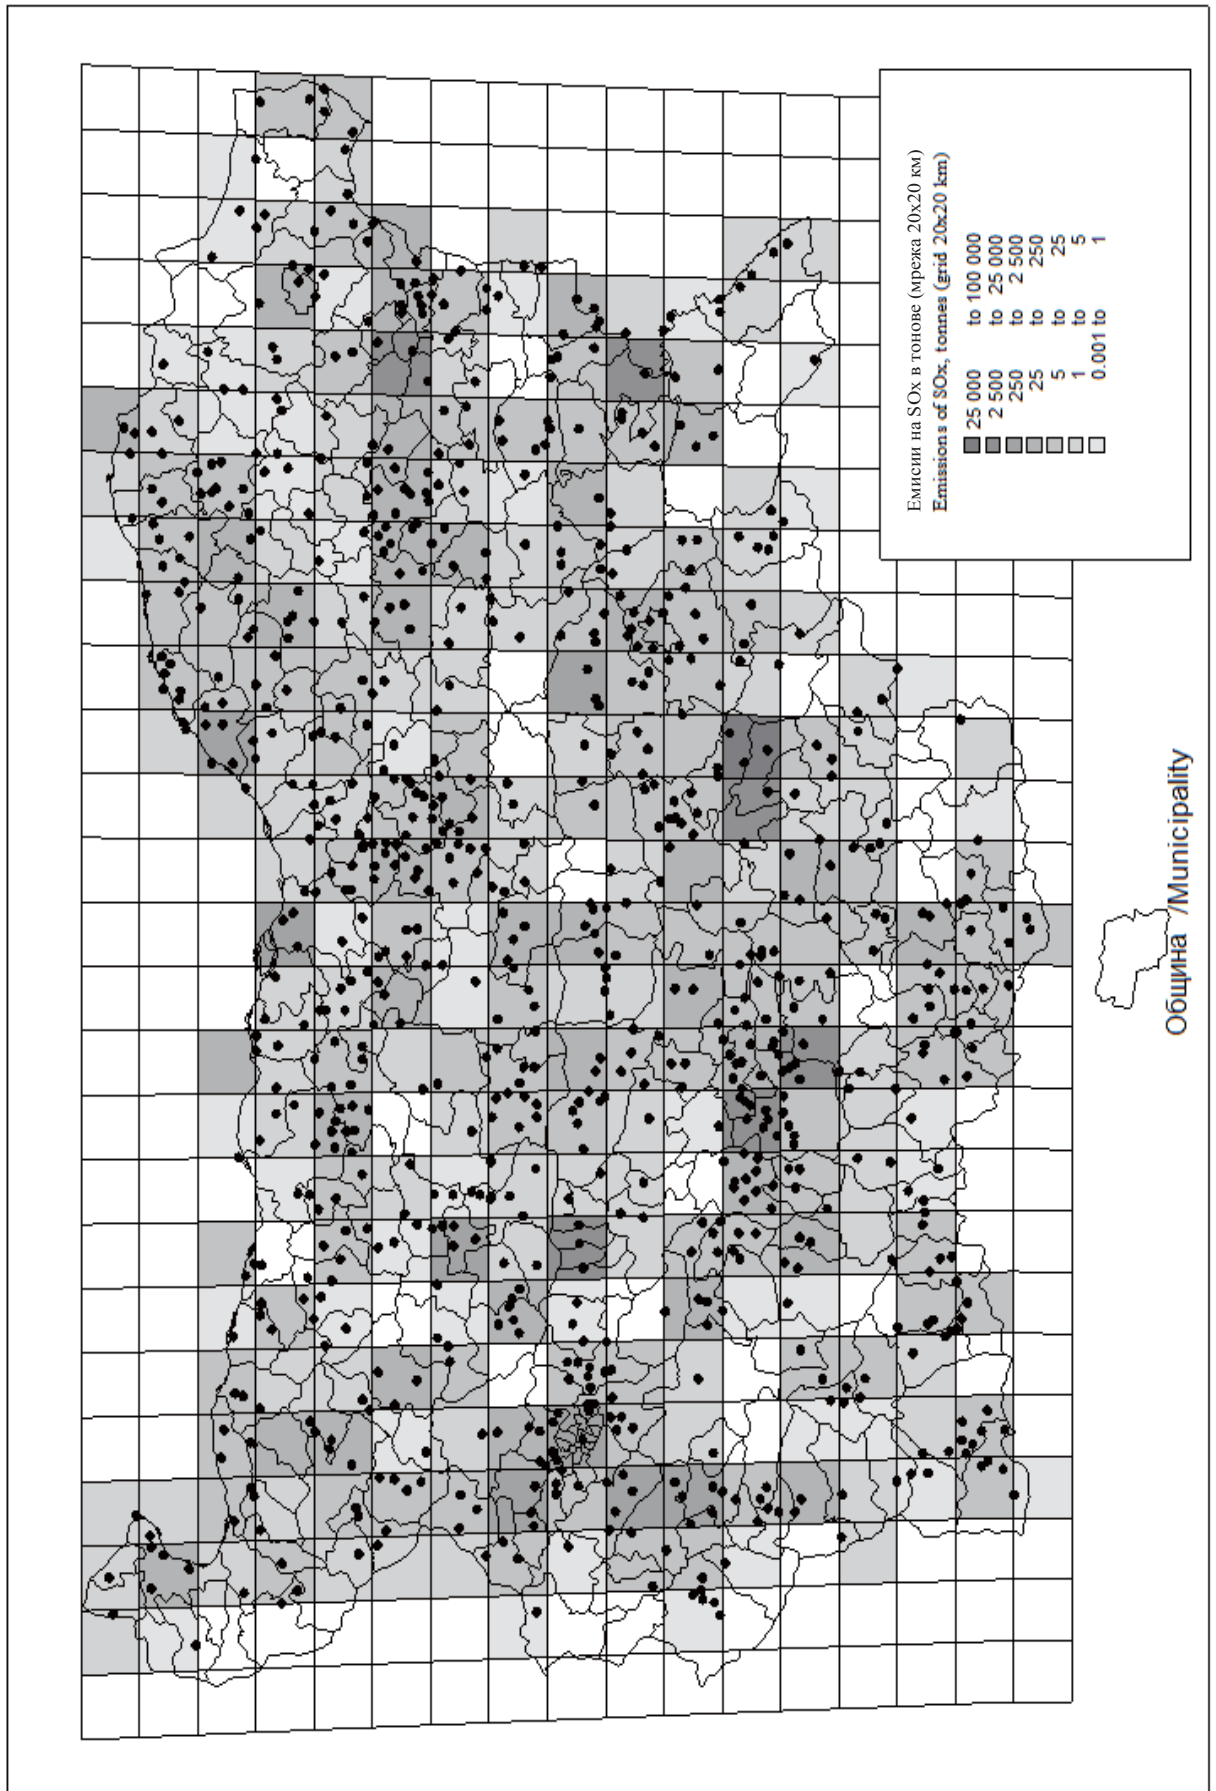 Емисии на SOx в тонове (мрежа 20x20 км)
Emissions of SOx, tonnes (grid 20x20 km)
25 000 to 100 000
2 500 to 25 000
250 to 2 500
25 to 250
5 to 25
1 to 5
0.001 to 1
Община /Municipality